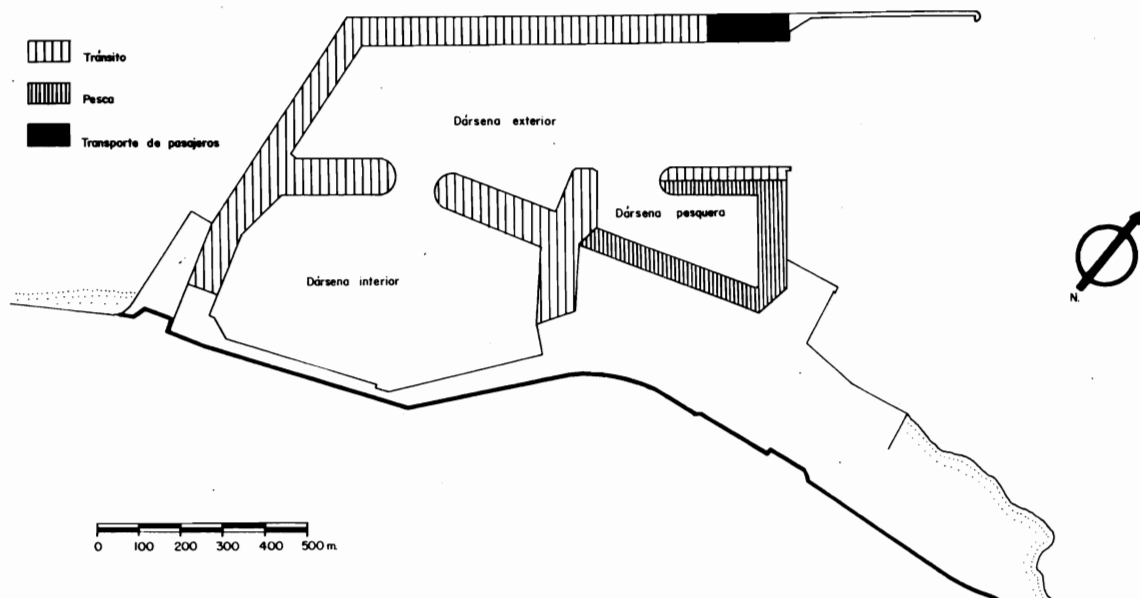 Tránsito
Pesca
Transporte de pasajeros
Dársena exterior
Dársena pesquera
Dársena interior
N.
0 100 200 300 400 500 m.